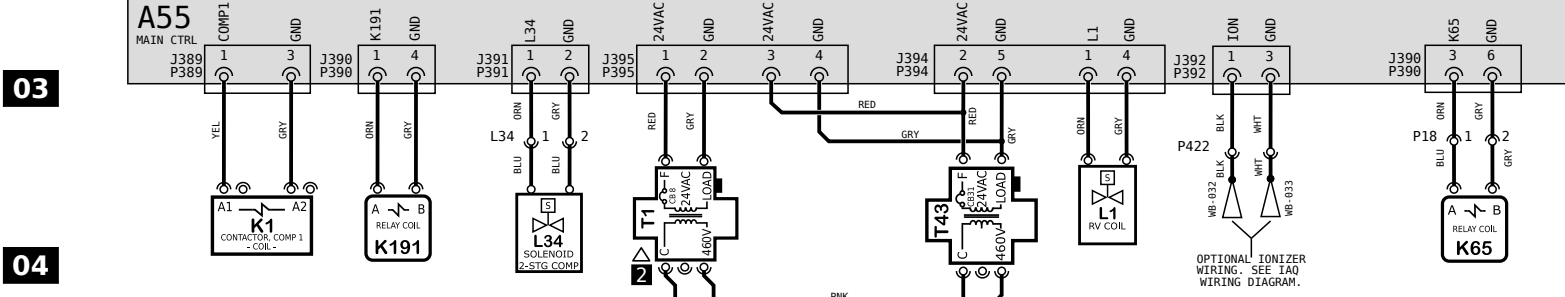 A55
MAIN CTRL
COMP1 GND K191 GND L34 GND 24VAC GND 24VAC GND 24VAC GND L1 GND ION GND K65 GND
J389 1 3 J390 1 4 J391 1 2 J395 1 2 3 4 J394 2 5 1 4 J392 1 3 J390 3 6
P389 P390 P391 P395 P394 P392 P390
03
YEL GRY ORN GRY ORN GRY RED GRY RED RED GRY GRY ORN GRY BLK WHT ORN GRY
L34 1 2 P422 P18 1 2
BLU BLU BLK WHT BLU GRY
WB-032 WB-033
A1 A2
K1
CONTACTOR, COMP 1
- COIL -
A B
RELAY COIL
K191
S
L34
SOLENOID
2-STG COMP
T1
F LOAD
CB8 24VAC
C 460V
2
T43
F LOAD
CB31 24VAC
C 460V
S
L1
RV COIL
OPTIONAL IONIZER
WIRING. SEE IAQ
WIRING DIAGRAM.
A B
RELAY COIL
K65
04
PNK